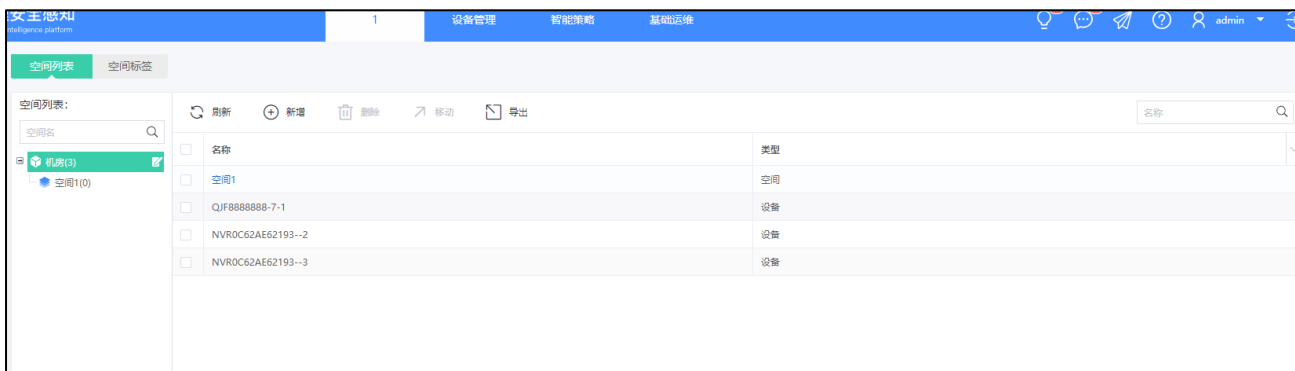 安全感知
intelligence platform
1 设备管理 智能策略 基础运维 admin
空间列表 空间标签
空间列表:
刷新 新增 删除 移动 导出 名称
空间名
名称 类型
机房(3)
空间1 空间
空间1(0)
QJF8888888-7-1 设备
NVR0C62AE62193--2 设备
NVR0C62AE62193--3 设备